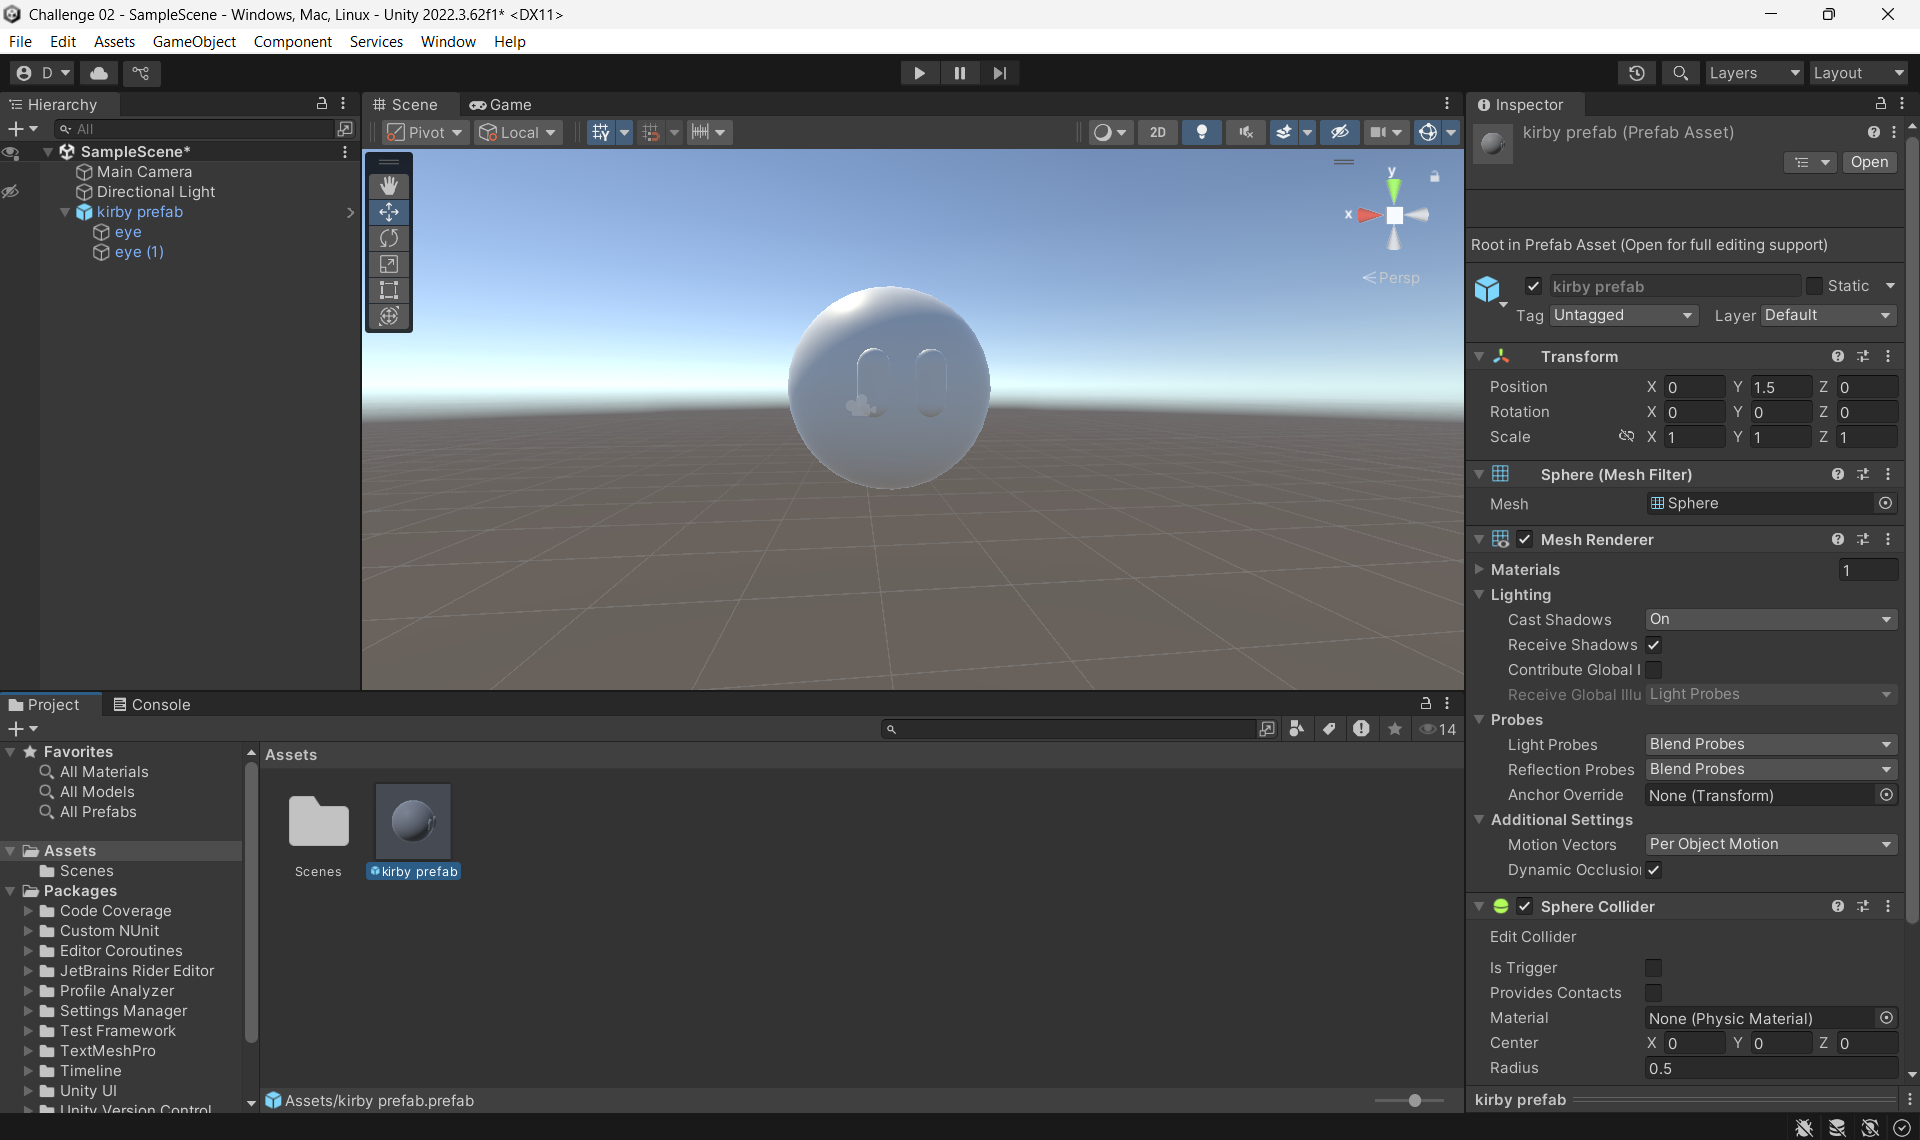 Challenge 02 - SampleScene - Windows, Mac, Linux - Unity 2022.3.62f1* <DX11>
File Edit Assets GameObject Component Services Window Help
D Layers Layout
Hierarchy
All
SampleScene*
Main Camera
Directional Light
kirby prefab
eye
eye (1)
Scene Game
Pivot Local 2D
y
x
Persp
Inspector
kirby prefab (Prefab Asset)
Open
Root in Prefab Asset (Open for full editing support)
kirby prefab Static
Tag Untagged Layer Default
Transform
Position X 0 Y 1.5 Z 0
Rotation X 0 Y 0 Z 0
Scale X 1 Y 1 Z 1
Sphere (Mesh Filter)
Mesh Sphere
Mesh Renderer
Materials 1
Lighting
Cast Shadows On
Receive Shadows
Contribute Global I
Receive Global Illu Light Probes
Probes
Light Probes Blend Probes
Reflection Probes Blend Probes
Anchor Override None (Transform)
Additional Settings
Motion Vectors Per Object Motion
Dynamic Occlusion
Sphere Collider
Edit Collider
Is Trigger
Provides Contacts
Material None (Physic Material)
Center X 0 Y 0 Z 0
Radius 0.5
kirby prefab
Project Console
14
Favorites
All Materials
All Models
All Prefabs
Assets
Scenes
Packages
Code Coverage
Custom NUnit
Editor Coroutines
JetBrains Rider Editor
Profile Analyzer
Settings Manager
Test Framework
TextMeshPro
Timeline
Unity UI
Unity Version Control
Assets
Scenes
kirby prefab
Assets/kirby prefab.prefab